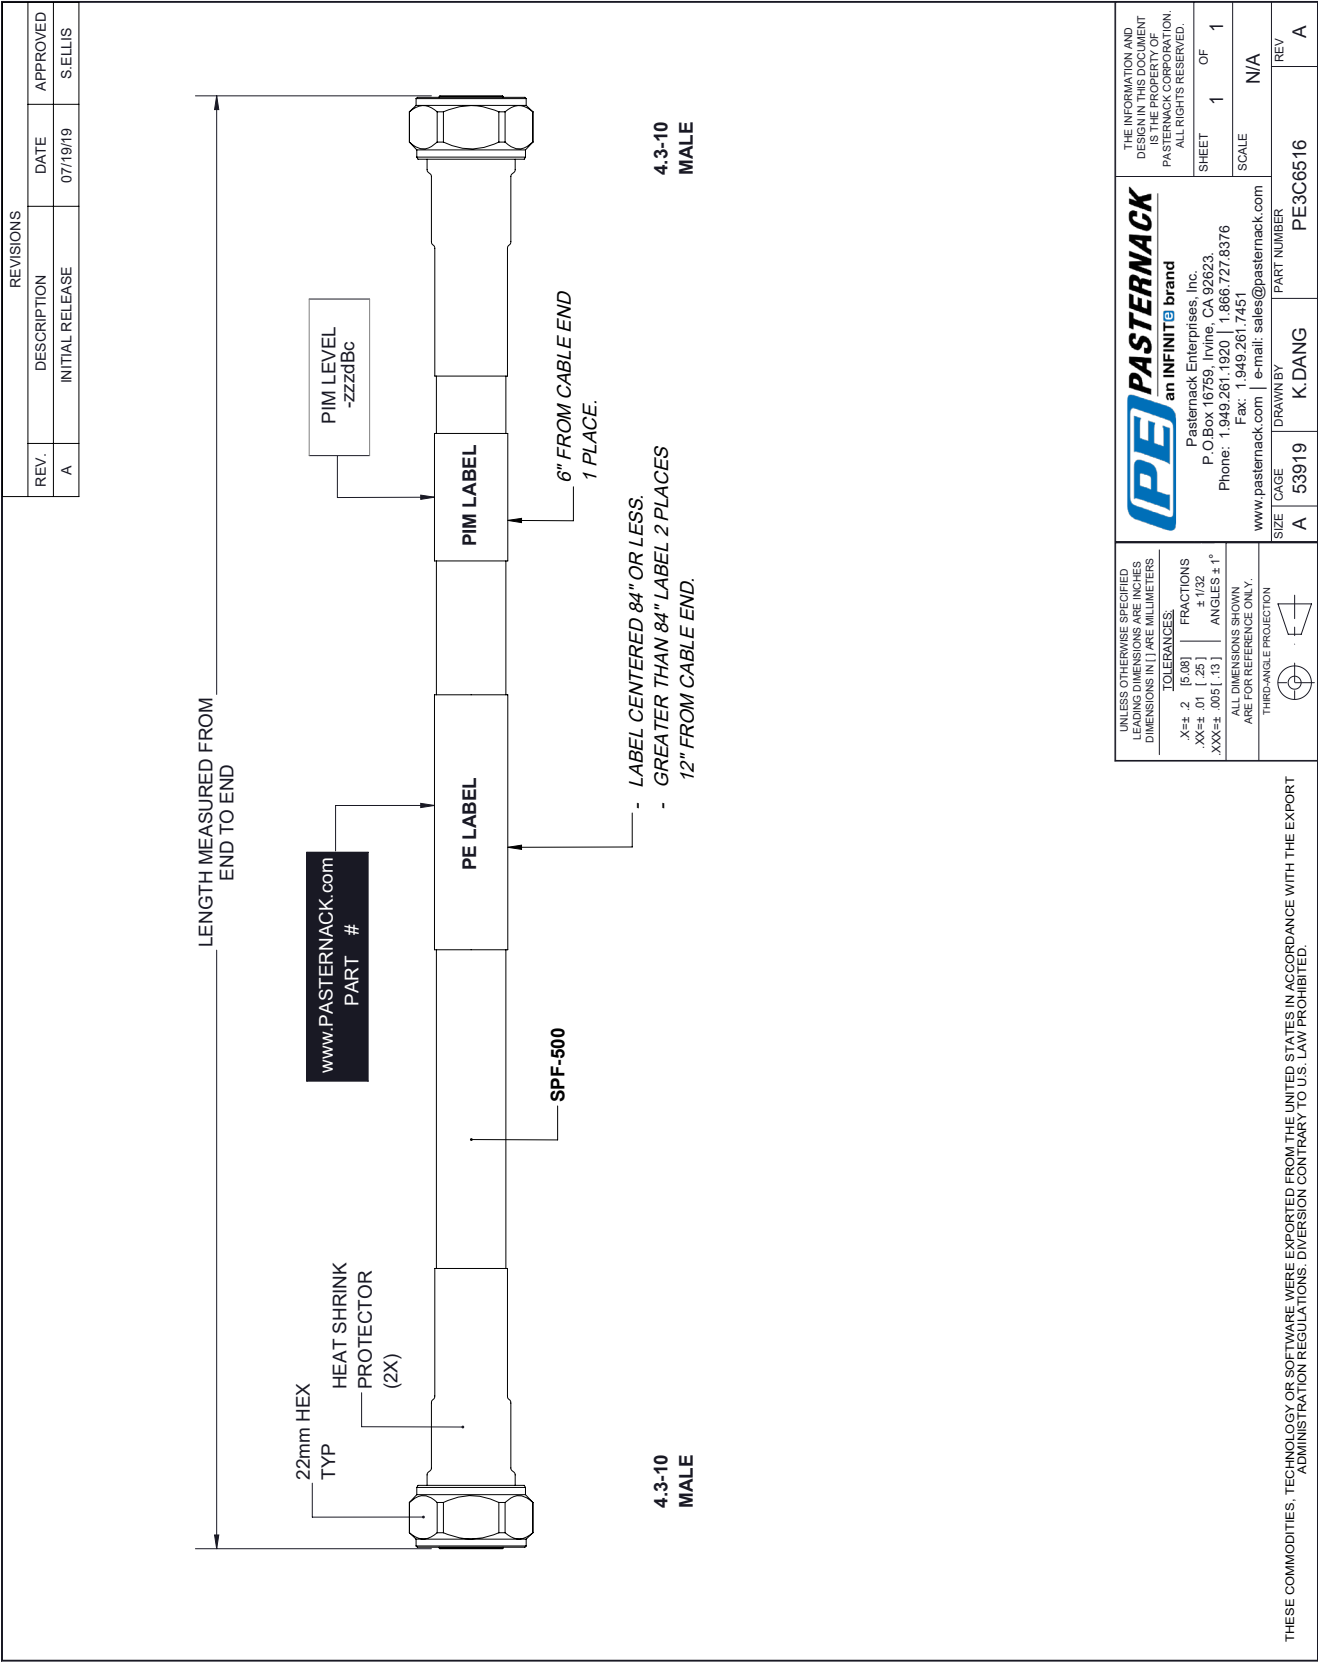 REVISIONS
REV. DESCRIPTION DATE APPROVED
A INITIAL RELEASE 07/19/19 S.ELLIS
LENGTH MEASURED FROM
END TO END
22mm HEX
TYP
HEAT SHRINK
PROTECTOR
(2X)
www.PASTERNACK.com
PART #
PIM LEVEL
-zzzdBc
PE LABEL
PIM LABEL
SPF-500
- LABEL CENTERED 84" OR LESS.
- GREATER THAN 84" LABEL 2 PLACES
12" FROM CABLE END.
6" FROM CABLE END
1 PLACE.
4.3-10
MALE
4.3-10
MALE
UNLESS OTHERWISE SPECIFIED
LEADING DIMENSIONS ARE INCHES
DIMENSIONS IN [ ] ARE MILLIMETERS
TOLERANCES:
.X=± .2 [5.08] FRACTIONS
.XX=± .01 [ .25 ] ± 1/32
.XXX=± .005 [ .13 ] ANGLES ± 1°
ALL DIMENSIONS SHOWN
ARE FOR REFERENCE ONLY.
THIRD-ANGLE PROJECTION
PE PASTERNACK
an INFINITe brand
Pasternack Enterprises, Inc.
P.O.Box 16759, Irvine, CA 92623.
Phone: 1.949.261.1920 | 1.866.727.8376
Fax: 1.949.261.7451
www.pasternack.com | e-mail: sales@pasternack.com
THE INFORMATION AND
DESIGN IN THIS DOCUMENT
IS THE PROPERTY OF
PASTERNACK CORPORATION.
ALL RIGHTS RESERVED.
SHEET 1 OF 1
SCALE N/A
SIZE A
CAGE 53919
DRAWN BY K.DANG
PART NUMBER PE3C6516
REV A
THESE COMMODITIES, TECHNOLOGY OR SOFTWARE WERE EXPORTED FROM THE UNITED STATES IN ACCORDANCE WITH THE EXPORT
ADMINISTRATION REGULATIONS. DIVERSION CONTRARY TO U.S. LAW PROHIBITED.